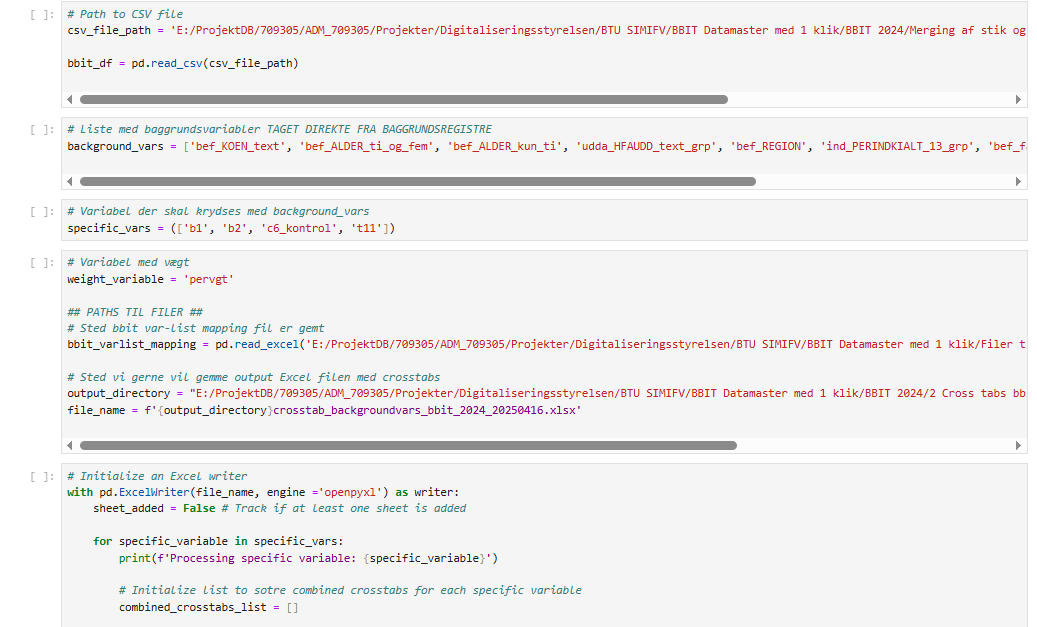 [ ]:
# Path to CSV file
csv_file_path = 'E:/ProjektDB/709305/ADM_709305/Projekter/Digitaliseringsstyrelsen/BTU SIMIFV/BBIT Datamaster med 1 klik/BBIT 2024/Merging af stik og
bbit_df = pd.read_csv(csv_file_path)
[ ]:
# Liste med baggrundsvariabler TAGET DIREKTE FRA BAGGRUNDSREGISTRE
background_vars = ['bef_KOEN_text', 'bef_ALDER_ti_og_fem', 'bef_ALDER_kun_ti', 'udda_HFAUDD_text_grp', 'bef_REGION', 'ind_PERINDKIALT_13_grp', 'bef_f
[ ]:
# Variabel der skal krydses med background_vars
specific_vars = (['b1', 'b2', 'c6_kontrol', 't11'])
[ ]:
# Variabel med vægt
weight_variable = 'pervgt'
## PATHS TIL FILER ##
# Sted bbit var-list mapping fil er gemt
bbit_varlist_mapping = pd.read_excel('E:/ProjektDB/709305/ADM_709305/Projekter/Digitaliseringsstyrelsen/BTU SIMIFV/BBIT Datamaster med 1 klik/Filer t
# Sted vi gerne vil gemme output Excel filen med crosstabs
output_directory = "E:/ProjektDB/709305/ADM_709305/Projekter/Digitaliseringsstyrelsen/BTU SIMIFV/BBIT Datamaster med 1 klik/BBIT 2024/2 Cross tabs bb
file_name = f'{output_directory}crosstab_backgroundvars_bbit_2024_20250416.xlsx'
[ ]:
# Initialize an Excel writer
with pd.ExcelWriter(file_name, engine ='openpyxl') as writer:
    sheet_added = False # Track if at least one sheet is added
    for specific_variable in specific_vars:
        print(f'Processing specific variable: {specific_variable}')
        # Initialize list to sotre combined crosstabs for each specific variable
        combined_crosstabs_list = []